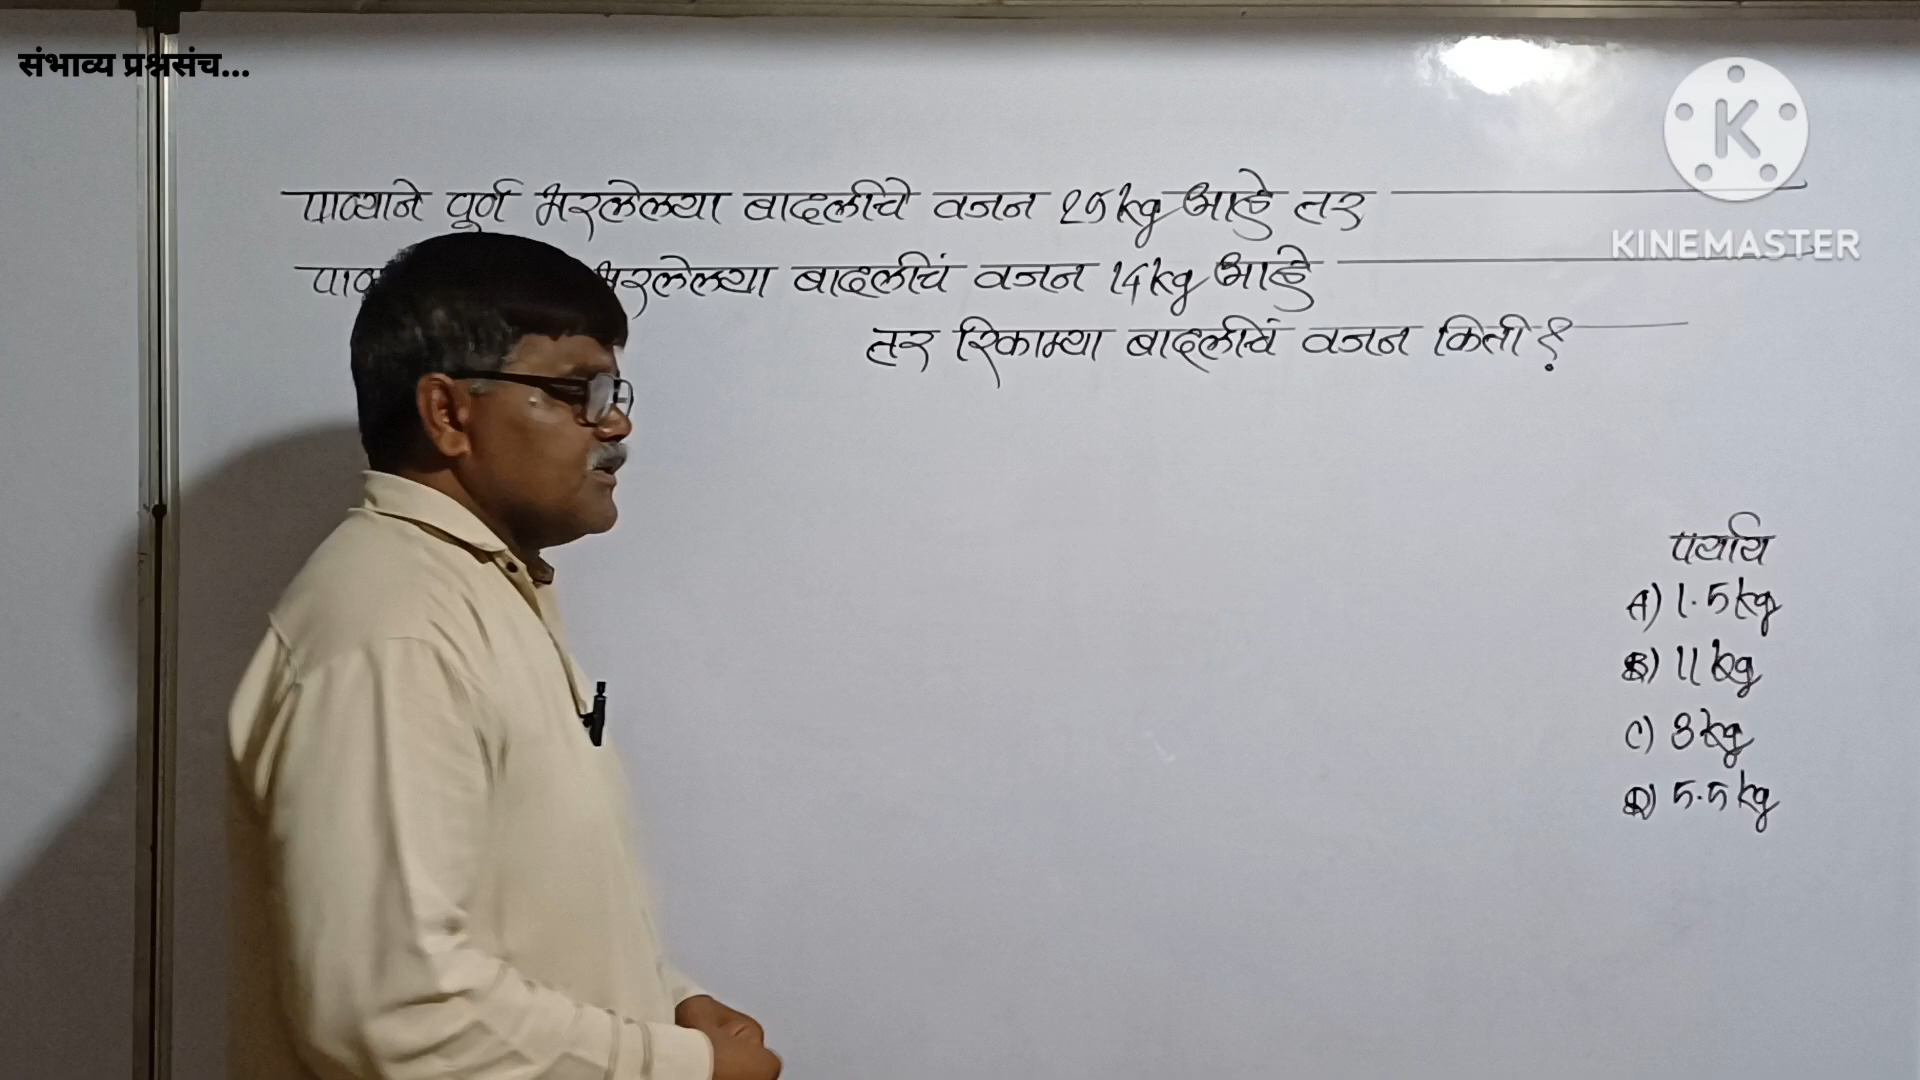 संभाव्य प्रश्नसंच...
KINEMASTER
पाण्याने पूर्ण भरलेल्या बादलीचे वजन 25 kg आहे तर
भरलेल्या बादलीचं वजन 14 kg आहे
तर रिकाम्या बादलीचं वजन किती?
पर्याय
A) 1.5 kg
B) 11 kg
C) 3 kg
D) 5.5 kg